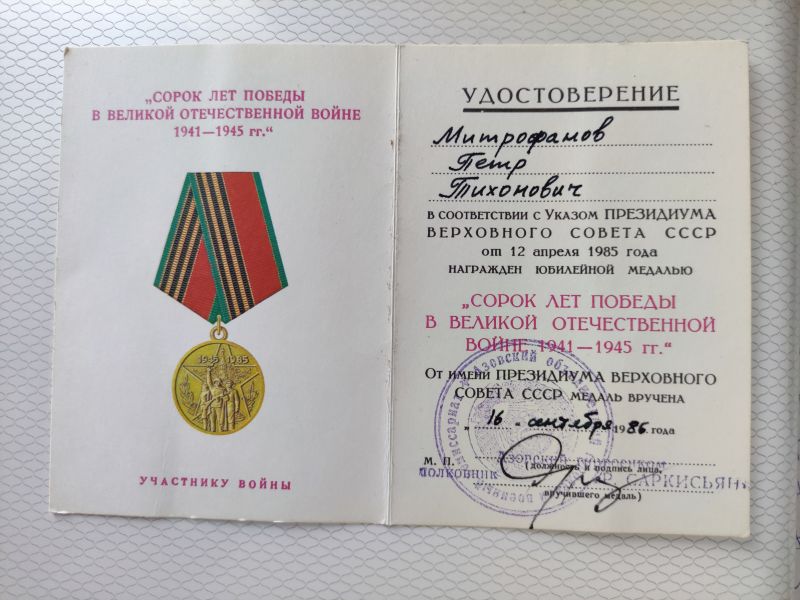 „СОРОК ЛЕТ ПОБЕДЫ
В ВЕЛИКОЙ ОТЕЧЕСТВЕННОЙ ВОЙНЕ
1941—1945 гг.“
1945 1985
УЧАСТНИКУ ВОЙНЫ
УДОСТОВЕРЕНИЕ
Митрофанов
Петр
Тихонович
В СООТВЕТСТВИИ С УКАЗОМ ПРЕЗИДИУМА
ВЕРХОВНОГО СОВЕТА СССР
от 12 апреля 1985 года
НАГРАЖДЕН ЮБИЛЕЙНОЙ МЕДАЛЬЮ
„СОРОК ЛЕТ ПОБЕДЫ
В ВЕЛИКОЙ ОТЕЧЕСТВЕННОЙ
ВОЙНЕ 1941—1945 гг.“
От имени ПРЕЗИДИУМА ВЕРХОВНОГО
СОВЕТА СССР МЕДАЛЬ ВРУЧЕНА
„16„ сентября 1986 года
Азовский
М. П.
(должность и подпись лица,
ПОЛКОВНИК САРКИСЬЯН
вручившего медаль)